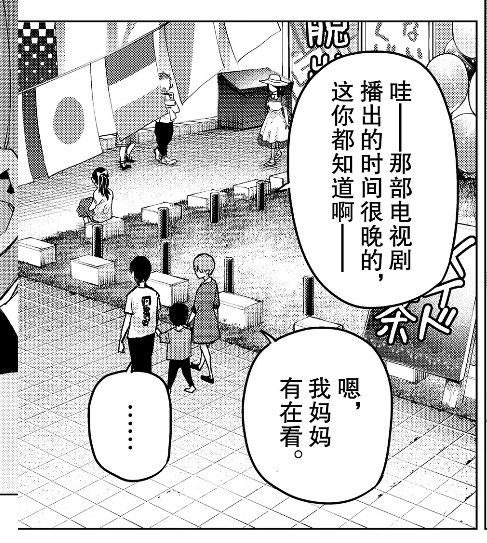 哇——那部电视剧
播出的时间很晚的,
这你都知道啊——
嗯,
我妈妈
有在看。
……